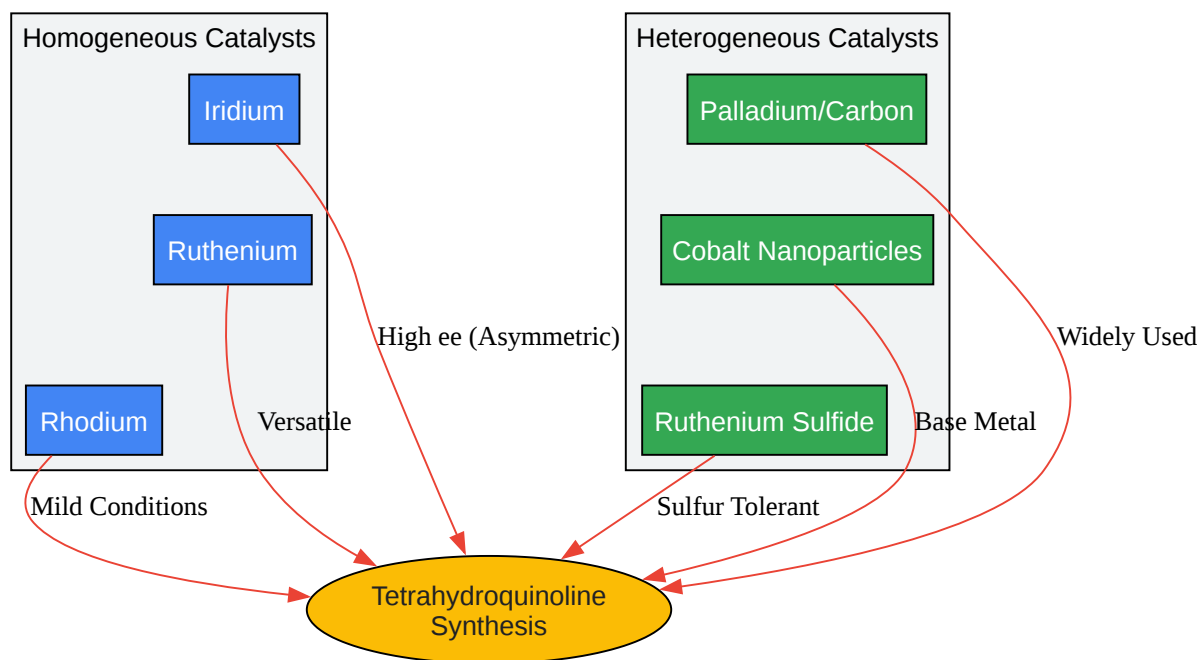 Homogeneous Catalysts
Iridium
Ruthenium
Rhodium
Heterogeneous Catalysts
Palladium/Carbon
Cobalt Nanoparticles
Ruthenium Sulfide
High ee (Asymmetric)
Widely Used
Versatile
Base Metal
Mild Conditions
Sulfur Tolerant
Tetrahydroquinoline
Synthesis